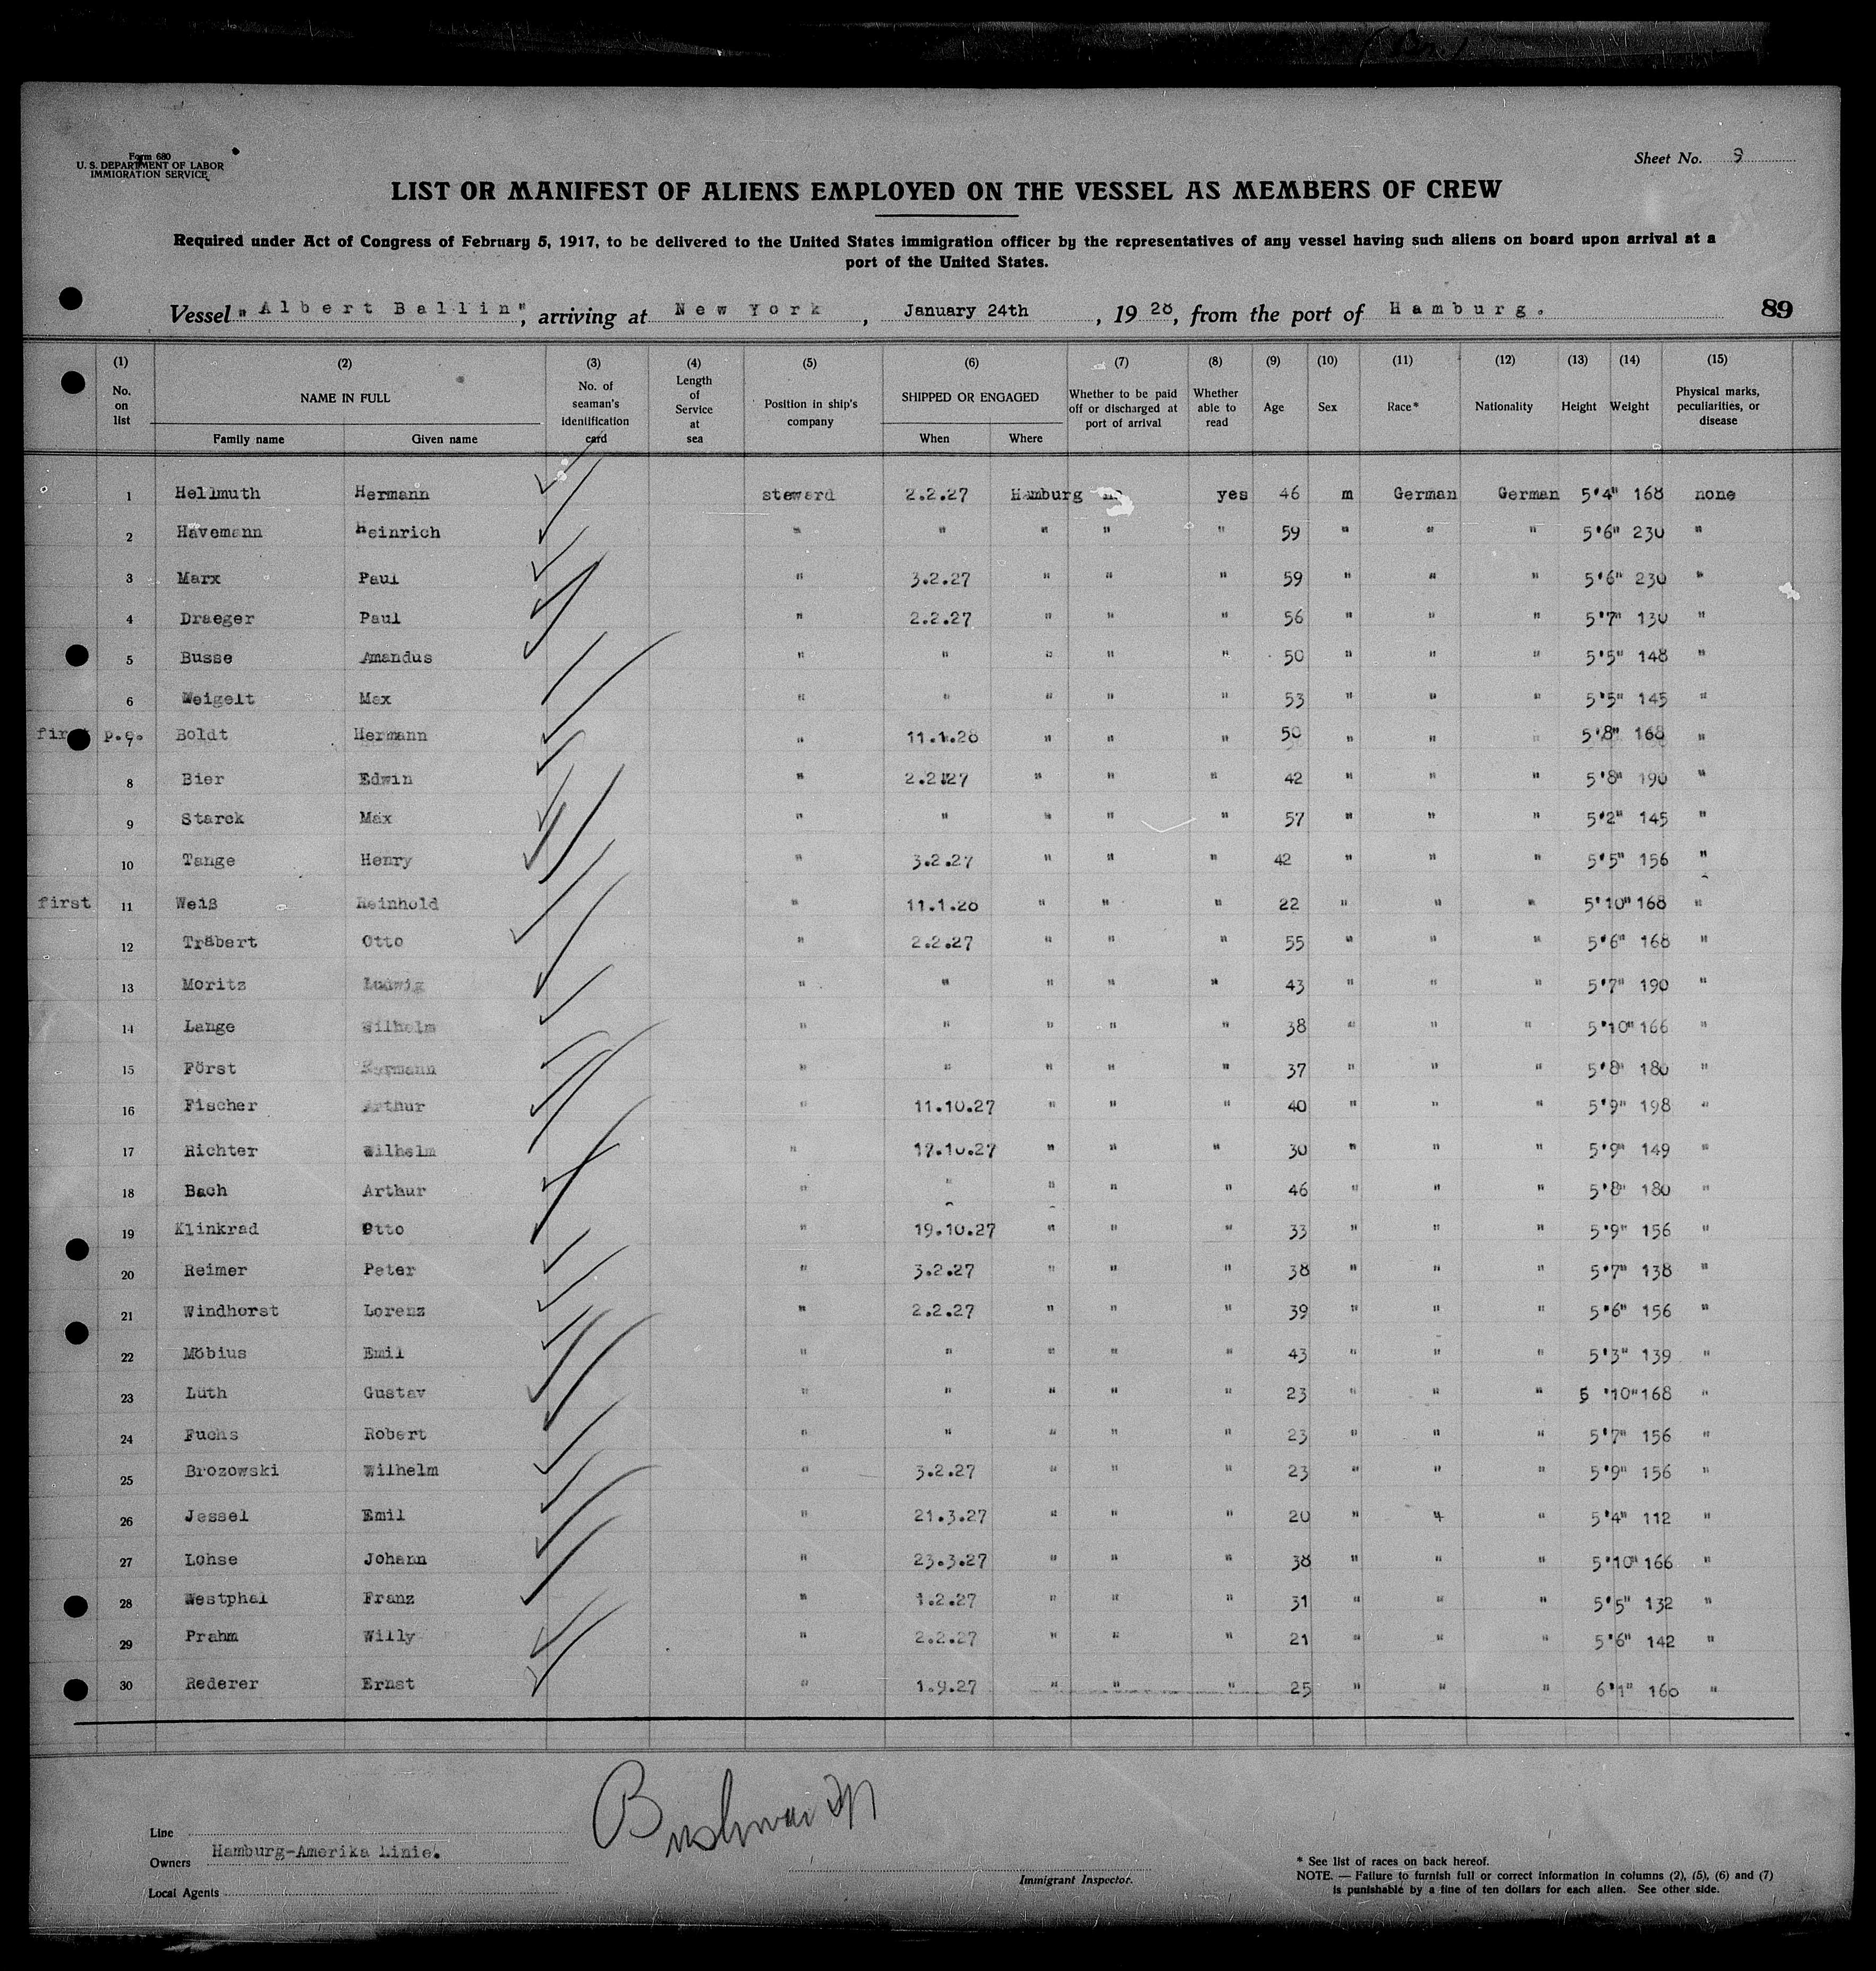 Form 680
U. S. DEPARTMENT OF LABOR
IMMIGRATION SERVICE
Sheet No. 9
LIST OR MANIFEST OF ALIENS EMPLOYED ON THE VESSEL AS MEMBERS OF CREW
Required under Act of Congress of February 5, 1917, to be delivered to the United States immigration officer by the representatives of any vessel having such aliens on board upon arrival at a
port of the United States.
Vessel "Albert Ballin", arriving at New York, January 24th, 1928, from the port of Hamburg. 89
(1) (2) (3) (4) (5) (6) (7) (8) (9) (10) (11) (12) (13) (14) (15)
No. on list NAME IN FULL Family name Given name No. of seaman's identification card Length of Service at sea Position in ship's company SHIPPED OR ENGAGED When Where Whether to be paid off or discharged at port of arrival Whether able to read Age Sex Race* Nationality Height Weight Physical marks, peculiarities, or disease
1 Hellmuth Hermann steward 2.2.27 Hamburg no yes 46 m German German 5'4" 168 none
2 Havemann heinrich " " " " " 59 " " " 5'6" 230 "
3 Marx Paul " 3.2.27 " " " 59 " " " 5'6" 230 "
4 Draeger Paul " 2.2.27 " " " 56 " " " 5'7" 130 "
5 Busse Amandus " " " " " 50 " " " 5'5" 148 "
6 Weigelt Max " " " " " 53 " " " 5'5" 145 "
first p.c. 7 Boldt Hermann " 11.1.28 " " " 50 " " " 5'8" 168 "
8 Bier Edwin " 2.2.27 " " " 42 " " " 5'8" 190 "
9 Starck Max " " " " " 57 " " " 5'2" 145 "
10 Tange Henry " 3.2.27 " " " 42 " " " 5'5" 156 "
first 11 Weiß Reinhold " 11.1.28 " " " 22 " " " 5'10" 168 "
12 Träbert Otto " 2.2.27 " " " 55 " " " 5'6" 168 "
13 Moritz Ludwig " " " " " 43 " " " 5'7" 190 "
14 Lange Wilhelm " " " " " 38 " " " 5'10" 166 "
15 Först Hermann " " " " " 37 " " " 5'8" 180 "
16 Fischer Arthur " 11.10.27 " " " 40 " " " 5'9" 198 "
17 Richter Wilhelm " 17.10.27 " " " 30 " " " 5'9" 149 "
18 Bach Arthur " " " " " 46 " " " 5'8" 180 "
19 Klinkrad Otto " 19.10.27 " " " 33 " " " 5'9" 156 "
20 Reimer Peter " 3.2.27 " " " 38 " " " 5'7" 138 "
21 Windhorst Lorenz " 2.2.27 " " " 39 " " " 5'6" 156 "
22 Möbius Emil " " " " " 43 " " " 5'3" 139 "
23 Lüth Gustav " " " " " 23 " " " 5 '10" 168 "
24 Fuchs Robert " " " " " 23 " " " 5'7" 156 "
25 Brozowski Wilhelm " 3.2.27 " " " 23 " " " 5'9" 156 "
26 Jessel Emil " 21.3.27 " " " 20 " " " 5'4" 112 "
27 Lohse Johann " 23.3.27 " " " 38 " " " 5'10" 166 "
28 Westphal Franz " 1.2.27 " " " 31 " " " 5'5" 132 "
29 Prahm Willy " 2.2.27 " " " 21 " " " 5'6" 142 "
30 Rederer Ernst " 1.9.27 " " " 25 " " " 6'1" 160 "
Line
Owners Hamburg-Amerika Linie.
Local Agents
Immigrant Inspector.
* See list of races on back hereof.
NOTE. — Failure to furnish full or correct information in columns (2), (5), (6) and (7)
is punishable by a fine of ten dollars for each alien. See other side.